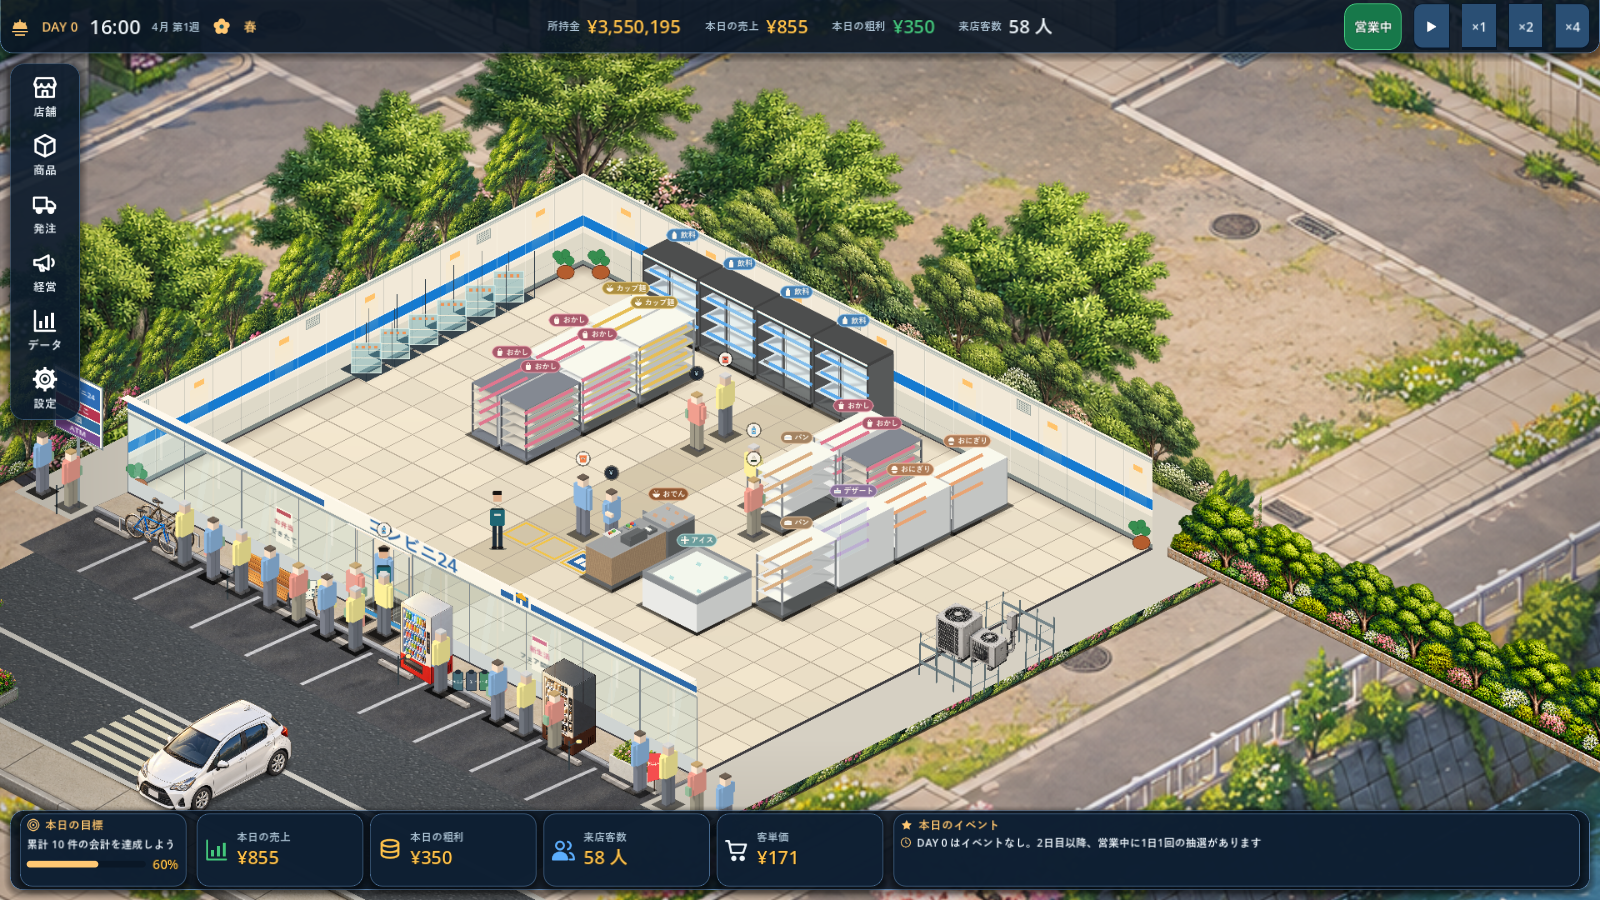 DAY 0 16:00 4月 第1週 春
所持金 ¥3,550,195 本日の売上 ¥855 本日の粗利 ¥350 来店客数 58 人
営業中 ×1 ×2 ×4
店舗
商品
発注
経営
データ
設定
飲料
飲料
飲料
飲料
カップ麺
カップ麺
おかし
おかし
おかし
おかし
おかし
おかし
パン
おにぎり
おにぎり
デザート
おでん
パン
アイス
ATM
コンビニ24
本日の目標
累計 10 件の会計を達成しよう
60%
本日の売上
¥855
本日の粗利
¥350
来店客数
58 人
客単価
¥171
本日のイベント
DAY 0 はイベントなし。2日目以降、営業中に1日1回の抽選があります